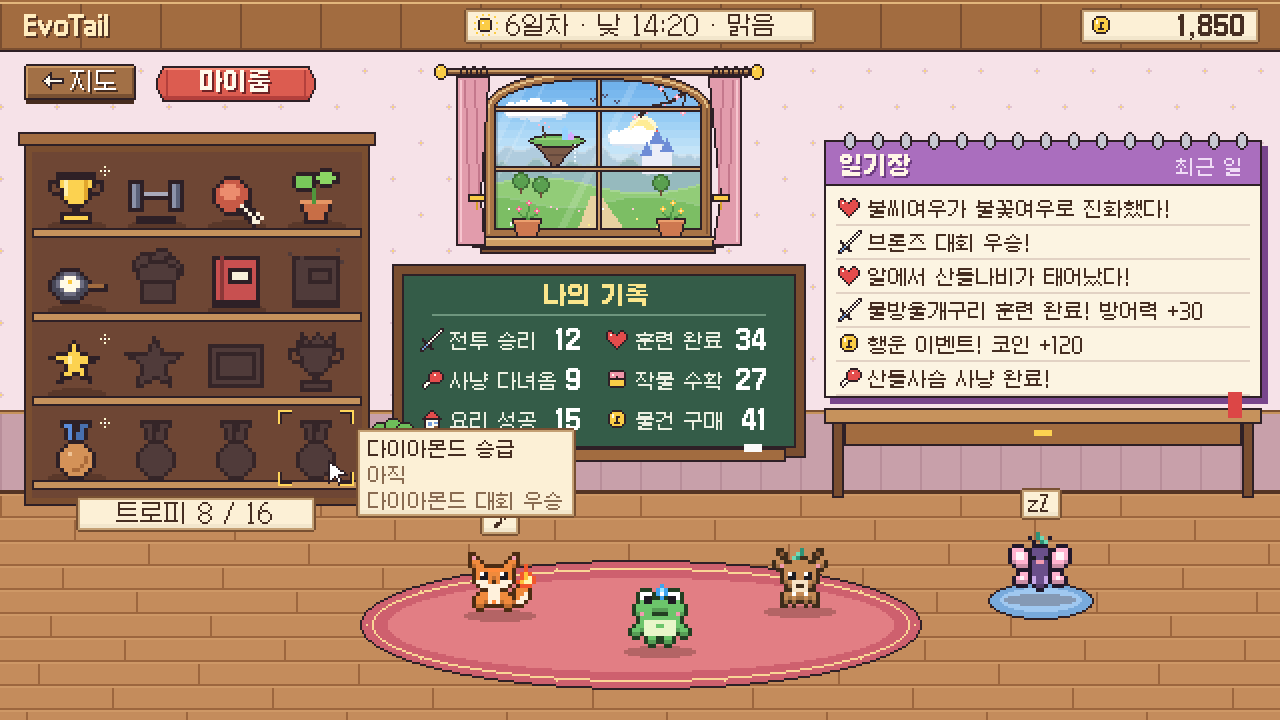 EvoTail
6일차 · 낮 14:20 · 맑음
1,850
←지도
마이룸
일기장
최근 일
불씨여우가 불꽃여우로 진화했다!
브론즈 대회 우승!
알에서 산들나비가 태어났다!
물방울개구리 훈련 완료! 방어력 +30
행운 이벤트! 코인 +120
산들사슴 사냥 완료!
나의 기록
전투 승리 12
훈련 완료 34
사냥 다녀옴 9
작물 수확 27
요리 성공 15
물건 구매 41
다이아몬드 승급
아직
다이아몬드 대회 우승
트로피 8 / 16
zZ